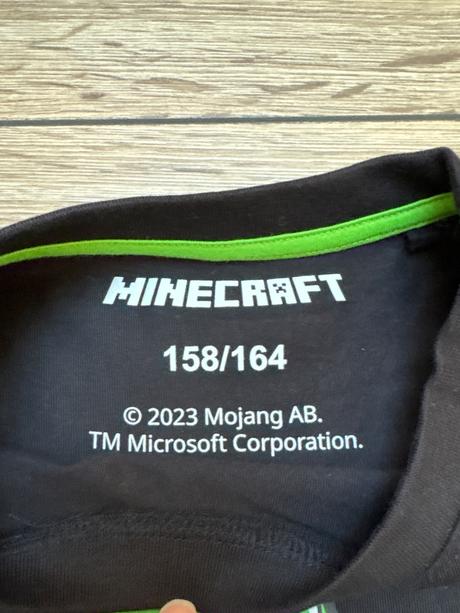 MINECRAFT
158/164
© 2023 Mojang AB.
TM Microsoft Corporation.